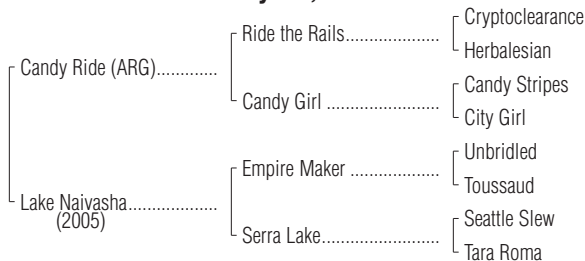 Cryptoclearance
Ride the Rails
Herbalesian
Candy Ride (ARG)
Candy Stripes
Candy Girl
City Girl
Unbridled
Empire Maker
Toussaud
Lake Naivasha
(2005)
Seattle Slew
Serra Lake
Tara Roma